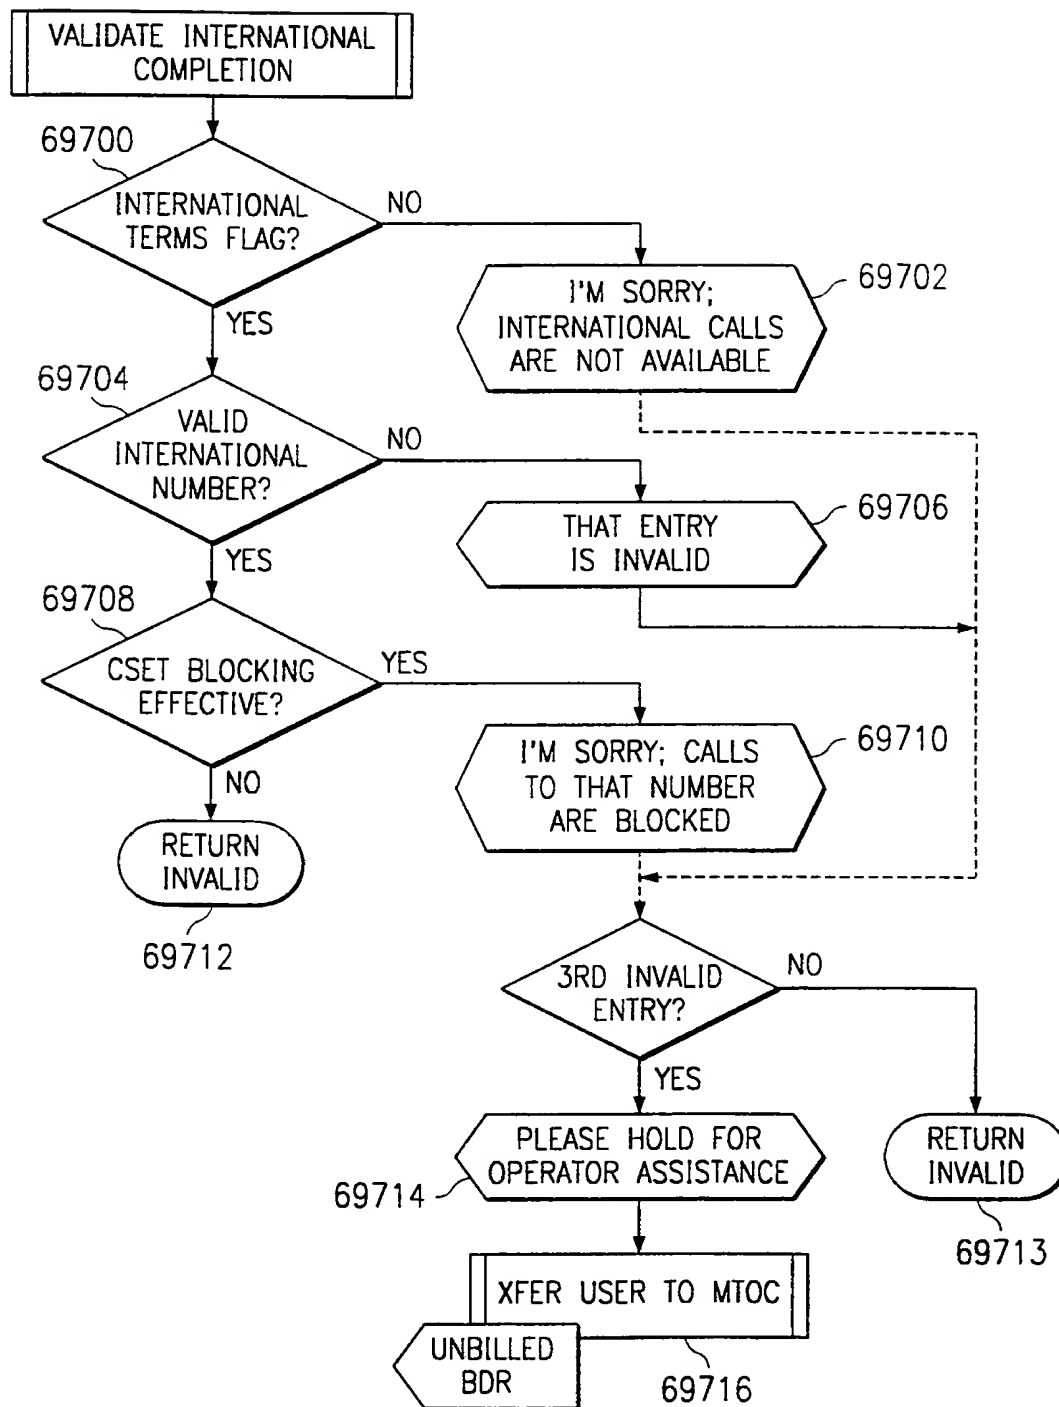 VALIDATE INTERNATIONAL
COMPLETION
69700
INTERNATIONAL
TERMS FLAG?
NO
YES
I'M SORRY;
INTERNATIONAL CALLS
ARE NOT AVAILABLE
69702
69704
VALID
INTERNATIONAL
NUMBER?
NO
YES
THAT ENTRY
IS INVALID
69706
69708
CSET BLOCKING
EFFECTIVE?
YES
NO
I'M SORRY; CALLS
TO THAT NUMBER
ARE BLOCKED
69710
RETURN
INVALID
69712
3RD INVALID
ENTRY?
NO
YES
PLEASE HOLD FOR
OPERATOR ASSISTANCE
69714
RETURN
INVALID
69713
XFER USER TO MTOC
UNBILLED
BDR
69716